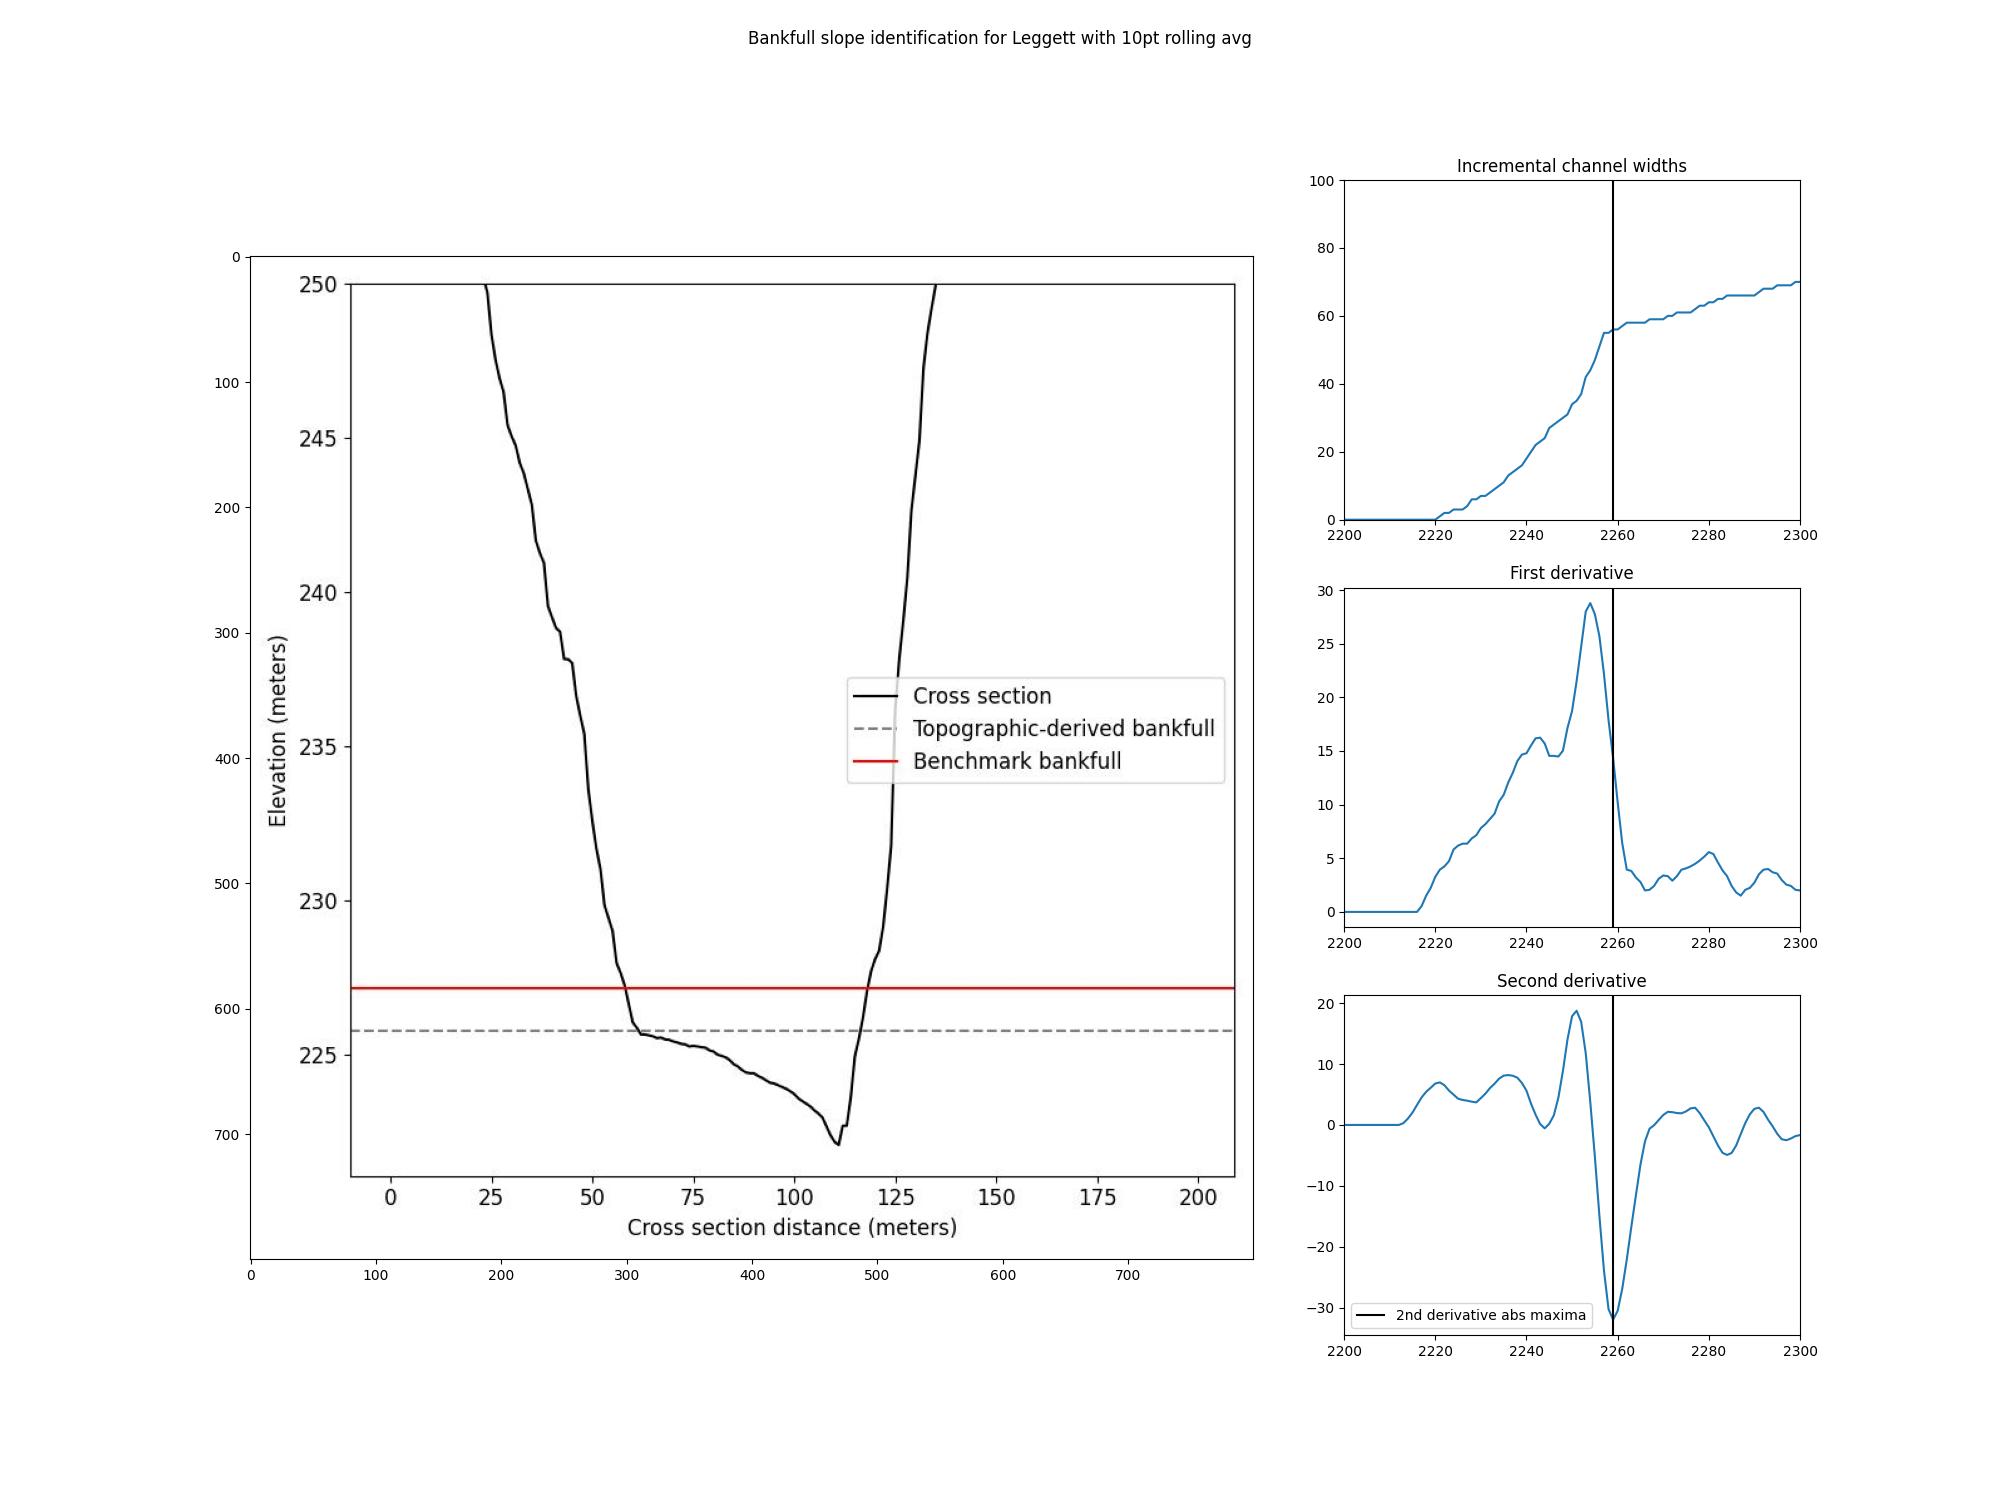 Bankfull slope identification for Leggett with 10pt rolling avg
0
100
200
300
400
500
600
700
250
245
240
235
230
225
Elevation (meters)
Cross section
Topographic-derived bankfull
Benchmark bankfull
0 25 50 75 100 125 150 175 200
Cross section distance (meters)
0 100 200 300 400 500 600 700
Incremental channel widths
100
80
60
40
20
0
2200 2220 2240 2260 2280 2300
First derivative
30
25
20
15
10
5
0
2200 2220 2240 2260 2280 2300
Second derivative
20
10
0
−10
−20
−30
2nd derivative abs maxima
2200 2220 2240 2260 2280 2300